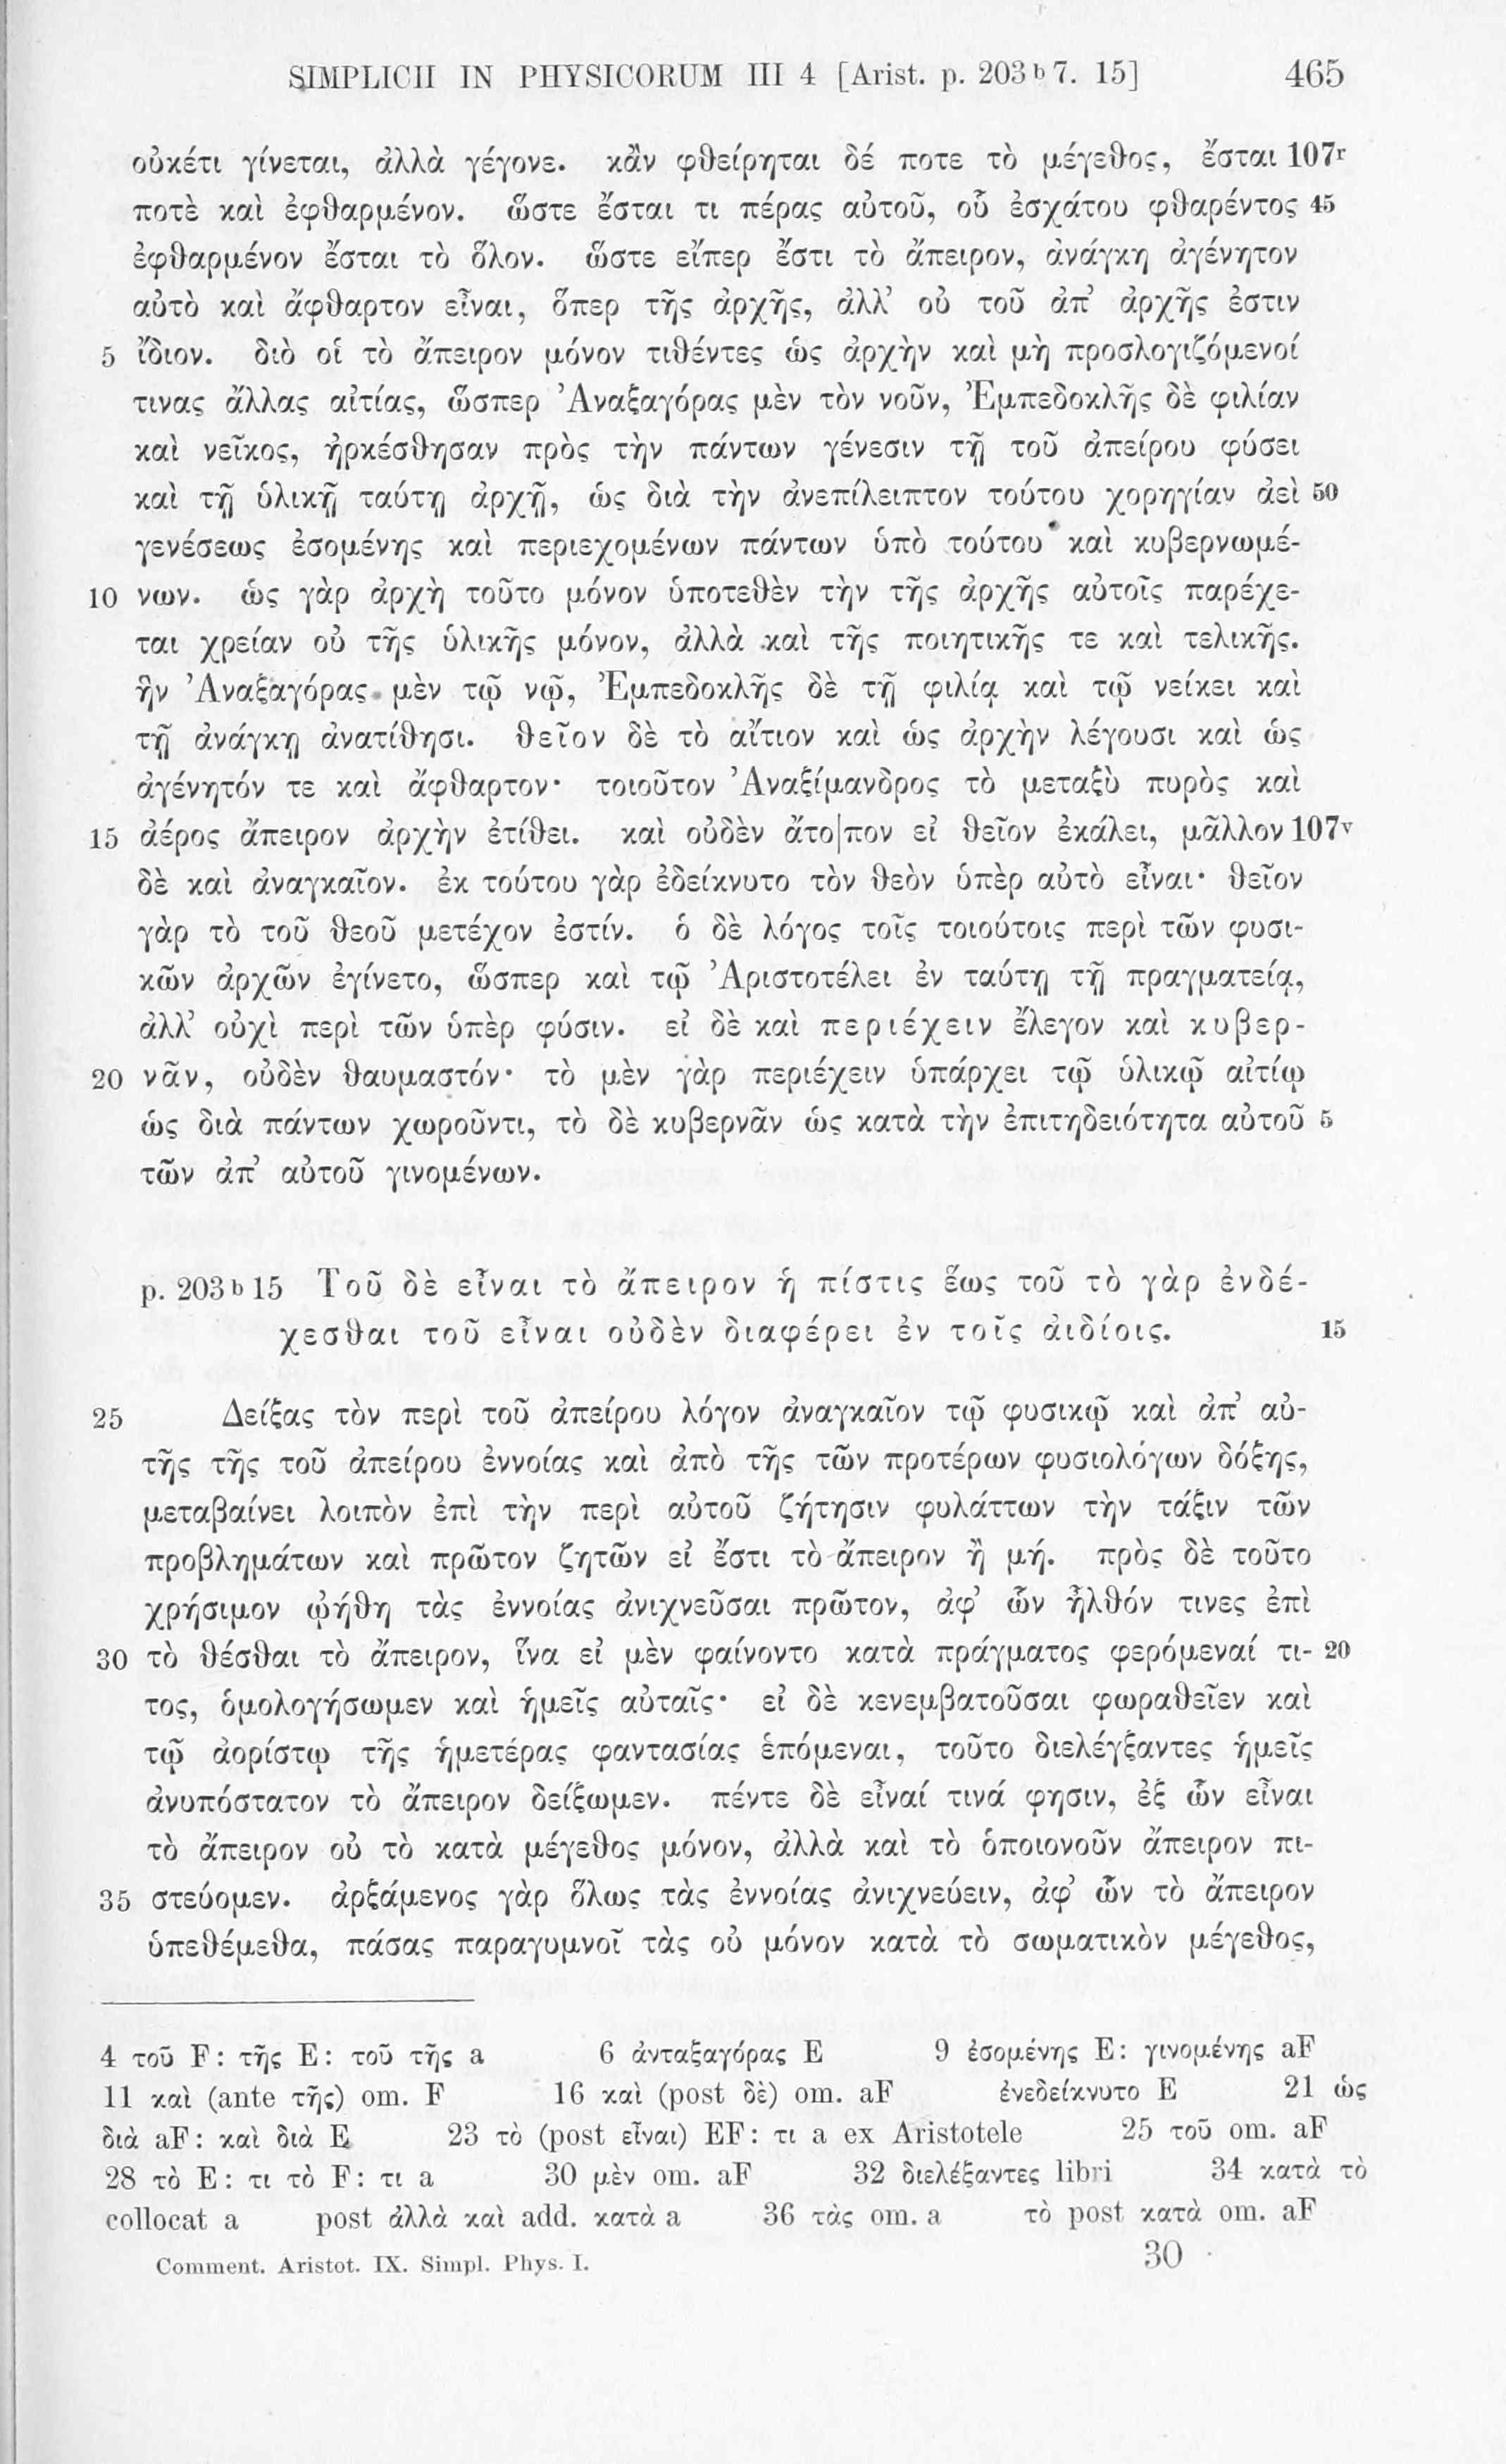 SIMPLICII IN PHYSICORUM III 4 [Arist. p. 203ᵇ7. 15] 465
οὐκέτι γίνεται, ἀλλὰ γέγονε. κἂν φθείρηται δέ ποτε τὸ μέγεθος, ἔσται 107ʳ
ποτὲ καὶ ἐφθαρμένον. ὥστε ἔσται τι πέρας αὐτοῦ, οὗ ἐσχάτου φθαρέντος 45
ἐφθαρμένον ἔσται τὸ ὅλον. ὥστε εἴπερ ἔστι τὸ ἄπειρον, ἀνάγκη ἀγένητον
αὐτὸ καὶ ἄφθαρτον εἶναι, ὅπερ τῆς ἀρχῆς, ἀλλ’ οὐ τοῦ ἀπ’ ἀρχῆς ἐστιν
5 ἴδιον. διὸ οἱ τὸ ἄπειρον μόνον τιθέντες ὡς ἀρχὴν καὶ μὴ προσλογιζόμενοί
τινας ἄλλας αἰτίας, ὥσπερ Ἀναξαγόρας μὲν τὸν νοῦν, Ἐμπεδοκλῆς δὲ φιλίαν
καὶ νεῖκος, ἠρκέσθησαν πρὸς τὴν πάντων γένεσιν τῇ τοῦ ἀπείρου φύσει
καὶ τῇ ὑλικῇ ταύτῃ ἀρχῇ, ὡς διὰ τὴν ἀνεπίλειπτον τούτου χορηγίαν ἀεὶ 50
γενέσεως ἐσομένης καὶ περιεχομένων πάντων ὑπὸ τούτου καὶ κυβερνωμέ-
10 νων. ὡς γὰρ ἀρχὴ τοῦτο μόνον ὑποτεθὲν τὴν τῆς ἀρχῆς αὐτοῖς παρέχε-
ται χρείαν οὐ τῆς ὑλικῆς μόνον, ἀλλὰ καὶ τῆς ποιητικῆς τε καὶ τελικῆς.
ἣν Ἀναξαγόρας μὲν τῷ νῷ, Ἐμπεδοκλῆς δὲ τῇ φιλίᾳ καὶ τῷ νείκει καὶ
τῇ ἀνάγκῃ ἀνατίθησι. θεῖον δὲ τὸ αἴτιον καὶ ὡς ἀρχὴν λέγουσι καὶ ὡς
ἀγένητόν τε καὶ ἄφθαρτον· τοιοῦτον Ἀναξίμανδρος τὸ μεταξὺ πυρὸς καὶ
15 ἀέρος ἄπειρον ἀρχὴν ἐτίθει. καὶ οὐδὲν ἄτο|πον εἰ θεῖον ἐκάλει, μᾶλλον 107ᵛ
δὲ καὶ ἀναγκαῖον. ἐκ τούτου γὰρ ἐδείκνυτο τὸν θεὸν ὑπὲρ αὐτὸ εἶναι· θεῖον
γὰρ τὸ τοῦ θεοῦ μετέχον ἐστίν. ὁ δὲ λόγος τοῖς τοιούτοις περὶ τῶν φυσι-
κῶν ἀρχῶν ἐγίνετο, ὥσπερ καὶ τῷ Ἀριστοτέλει ἐν ταύτῃ τῇ πραγματείᾳ,
ἀλλ’ οὐχὶ περὶ τῶν ὑπὲρ φύσιν. εἰ δὲ καὶ περιέχειν ἔλεγον καὶ κυβερ-
20 νᾶν, οὐδὲν θαυμαστόν· τὸ μὲν γὰρ περιέχειν ὑπάρχει τῷ ὑλικῷ αἰτίῳ
ὡς διὰ πάντων χωροῦντι, τὸ δὲ κυβερνᾶν ὡς κατὰ τὴν ἐπιτηδειότητα αὐτοῦ 5
τῶν ἀπ’ αὐτοῦ γινομένων.
p. 203ᵇ15 Τοῦ δὲ εἶναι τὸ ἄπειρον ἡ πίστις ἕως τοῦ τὸ γὰρ ἐνδέ-
χεσθαι τοῦ εἶναι οὐδὲν διαφέρει ἐν τοῖς ἀιδίοις. 15
25 Δείξας τὸν περὶ τοῦ ἀπείρου λόγον ἀναγκαῖον τῷ φυσικῷ καὶ ἀπ’ αὐ-
τῆς τῆς τοῦ ἀπείρου ἐννοίας καὶ ἀπὸ τῆς τῶν προτέρων φυσιολόγων δόξης,
μεταβαίνει λοιπὸν ἐπὶ τὴν περὶ αὐτοῦ ζήτησιν φυλάττων τὴν τάξιν τῶν
προβλημάτων καὶ πρῶτον ζητῶν εἰ ἔστι τὸ ἄπειρον ἢ μή. πρὸς δὲ τοῦτο
χρήσιμον ᾠήθη τὰς ἐννοίας ἀνιχνεῦσαι πρῶτον, ἀφ’ ὧν ἦλθόν τινες ἐπὶ
30 τὸ θέσθαι τὸ ἄπειρον, ἵνα εἰ μὲν φαίνοντο κατὰ πράγματος φερόμεναί τι- 20
τος, ὁμολογήσωμεν καὶ ἡμεῖς αὐταῖς· εἰ δὲ κενεμβατοῦσαι φωραθεῖεν καὶ
τῷ ἀορίστῳ τῆς ἡμετέρας φαντασίας ἑπόμεναι, τοῦτο διελέγξαντες ἡμεῖς
ἀνυπόστατον τὸ ἄπειρον δείξωμεν. πέντε δὲ εἶναί τινά φησιν, ἐξ ὧν εἶναι
τὸ ἄπειρον οὐ τὸ κατὰ μέγεθος μόνον, ἀλλὰ καὶ τὸ ὁποιονοῦν ἄπειρον πι-
35 στεύομεν. ἀρξάμενος γὰρ ὅλως τὰς ἐννοίας ἀνιχνεύειν, ἀφ’ ὧν τὸ ἄπειρον
ὑπεθέμεθα, πάσας παραγυμνοῖ τὰς οὐ μόνον κατὰ τὸ σωματικὸν μέγεθος,
4 τοῦ F: τῆς E: τοῦ τῆς a 6 ἀνταξαγόρας E 9 ἐσομένης E: γινομένης aF
11 καὶ (ante τῆς) om. F 16 καὶ (post δὲ) om. aF ἐνεδείκνυτο E 21 ὡς
διὰ aF: καὶ διὰ E 23 τὸ (post εἶναι) EF: τι a ex Aristotele 25 τοῦ om. aF
28 τὸ E: τι τὸ F: τι a 30 μὲν om. aF 32 διελέξαντες libri 34 κατὰ τὸ
collocat a post ἀλλὰ καὶ add. κατὰ a 36 τὰς om. a τὸ post κατὰ om. aF
Comment. Aristot. IX. Simpl. Phys. I. 30